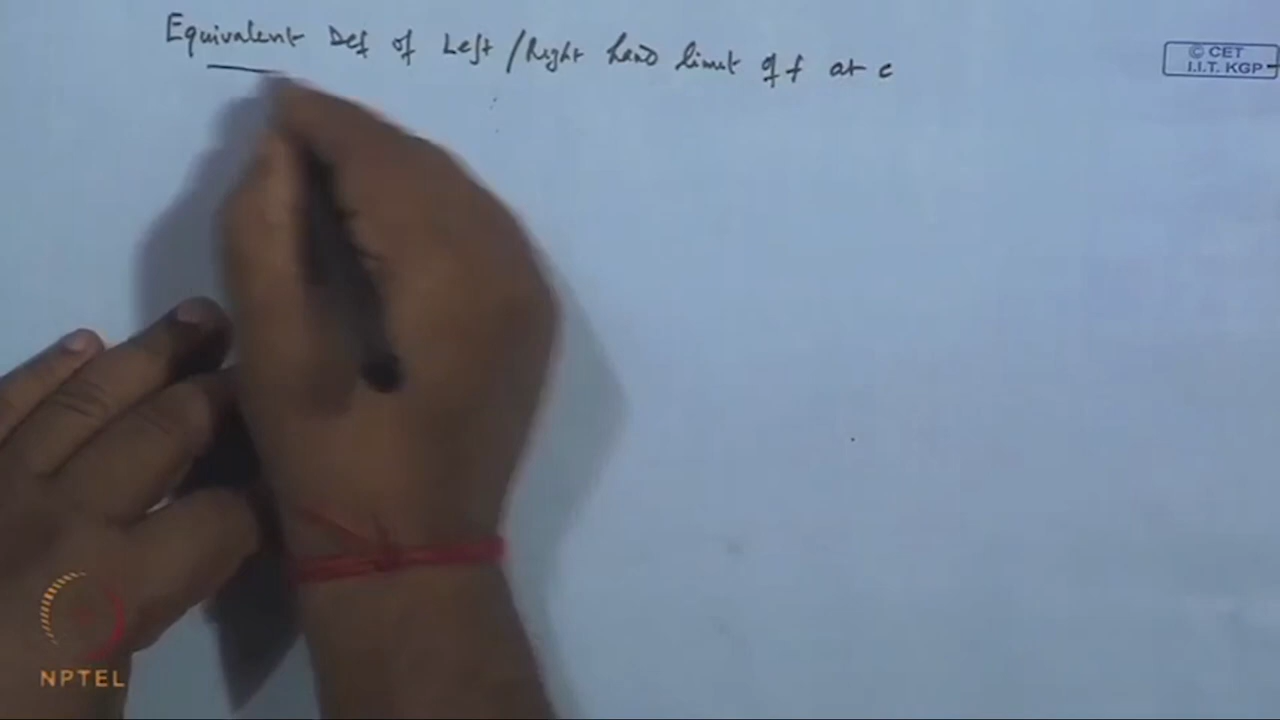 Equivalent Def of Left / Right hand limit of f at c
© CET
I.I.T. KGP
NPTEL